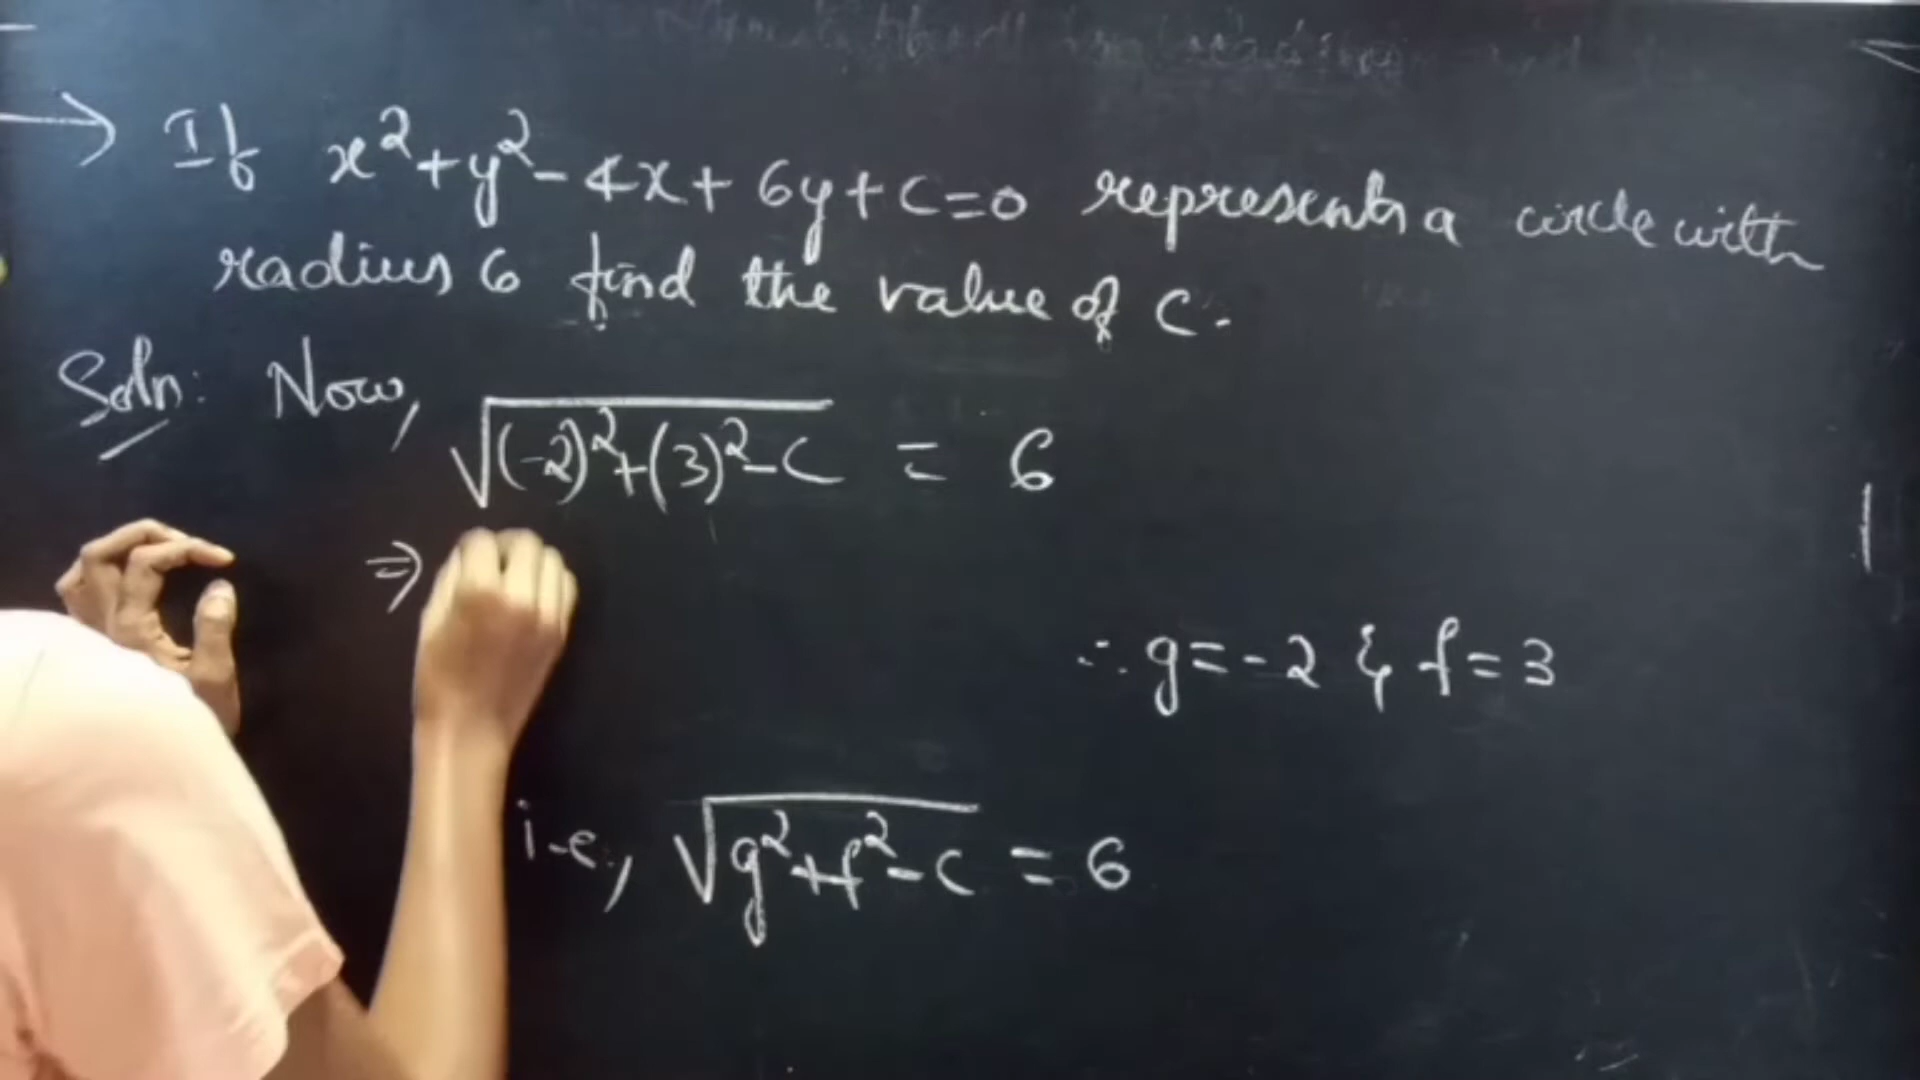 → If x²+y²-4x+6y+c=0 represents a circle with
radius 6 find the value of c.
Soln: Now, √(-2)²+(3)²-c = 6
⇒
∴ g=-2 & f=3
i.e., √g²+f²-c = 6